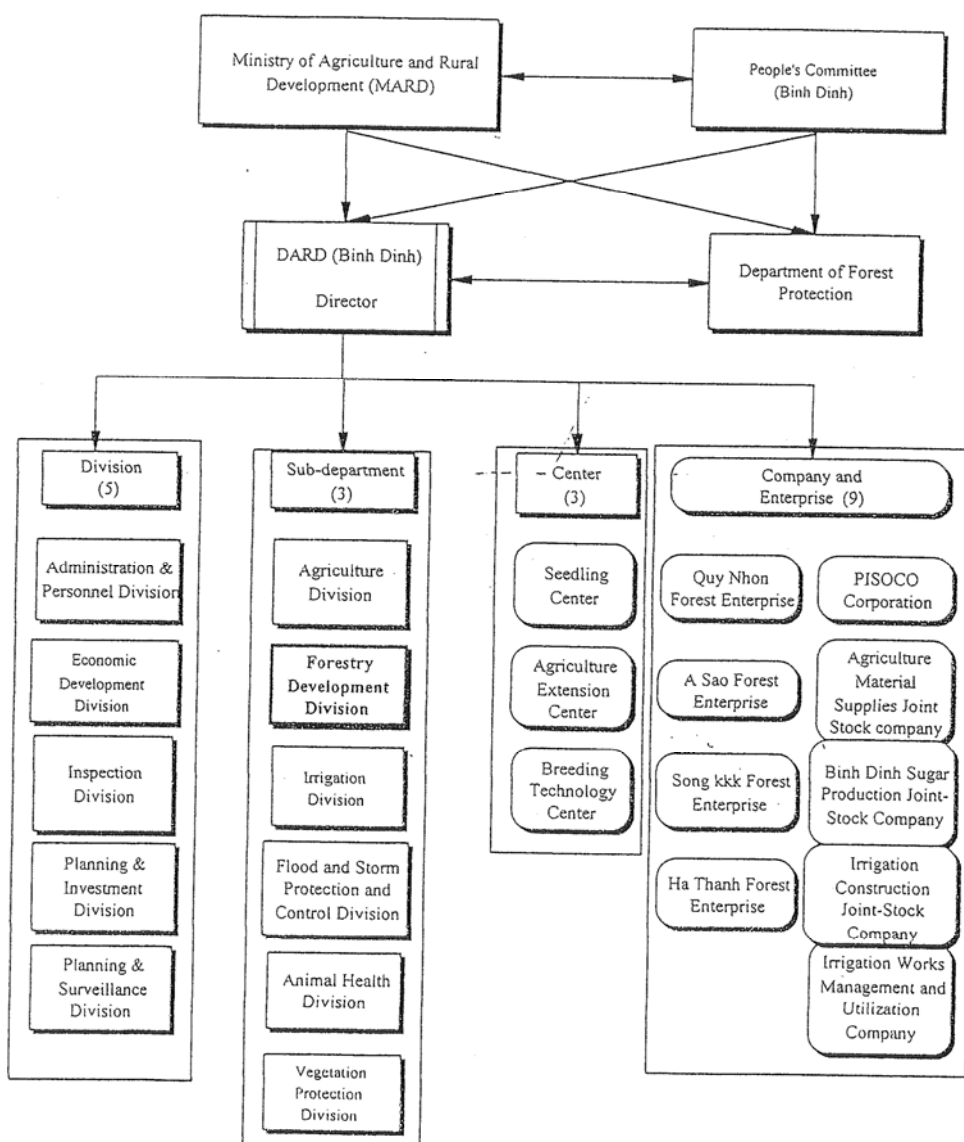 Ministry of Agriculture and Rural
Development (MARD)
People's Committee
(Binh Dinh)
DARD (Binh Dinh)
Director
Department of Forest
Protection
Division
(5)
Administration &
Personnel Division
Economic
Development
Division
Inspection
Division
Planning &
Investment
Division
Planning &
Surveillance
Division
Sub-department
(3)
Agriculture
Division
Forestry
Development
Division
Irrigation
Division
Flood and Storm
Protection and
Control Division
Animal Health
Division
Vegetation
Protection
Division
Center
(3)
Seedling
Center
Agriculture
Extension
Center
Breeding
Technology
Center
Company and
Enterprise (9)
Quy Nhon
Forest Enterprise
A Sao Forest
Enterprise
Song kkk Forest
Enterprise
Ha Thanh Forest
Enterprise
PISOCO
Corporation
Agriculture
Material
Supplies Joint
Stock company
Binh Dinh Sugar
Production Joint-
Stock Company
Irrigation
Construction
Joint-Stock
Company
Irrigation Works
Management and
Utilization
Company